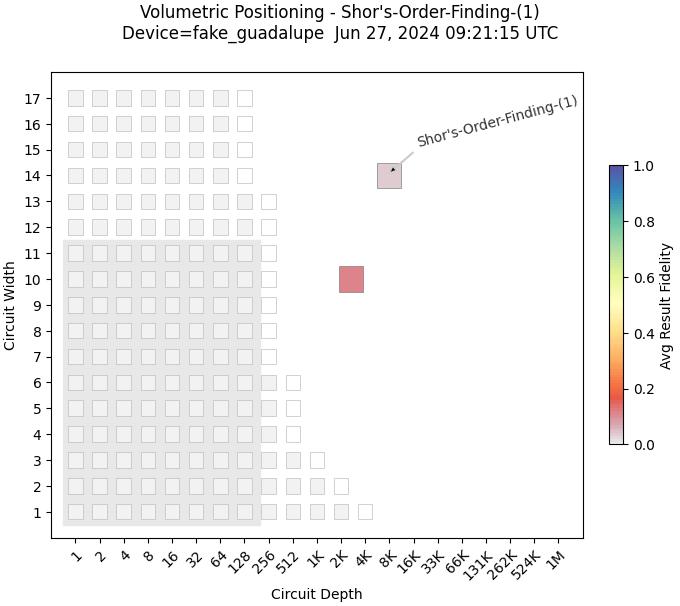 Volumetric Positioning - Shor's-Order-Finding-(1)
Device=fake_guadalupe  Jun 27, 2024 09:21:15 UTC
Shor's-Order-Finding-(1)
17
16
15
14
13
12
11
10
9
8
7
6
5
4
3
2
1
Circuit Width
1
2
4
8
16
32
64
128
256
512
1K
2K
4K
8K
16K
33K
66K
131K
262K
524K
1M
Circuit Depth
1.0
0.8
0.6
0.4
0.2
0.0
Avg Result Fidelity